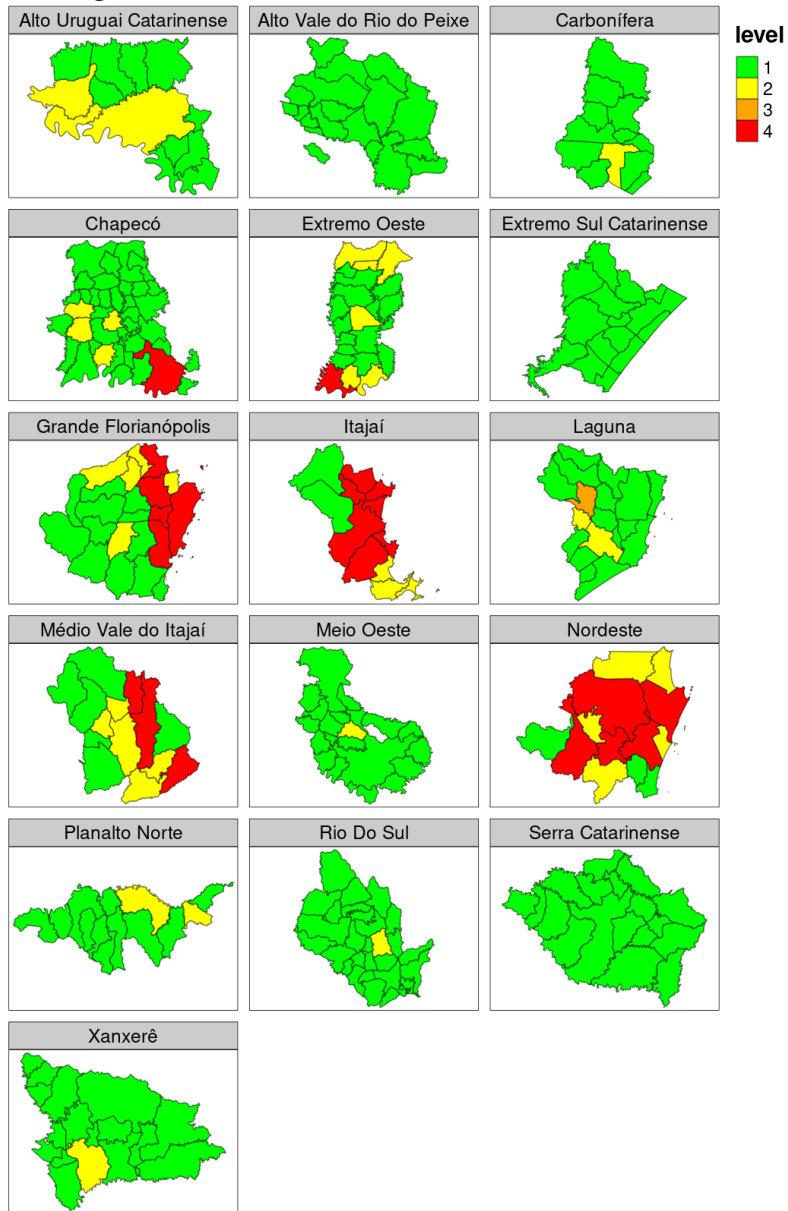 Alto Uruguai Catarinense
Alto Vale do Rio do Peixe
Carbonífera
level
1
2
3
4
Chapecó
Extremo Oeste
Extremo Sul Catarinense
Grande Florianópolis
Itajaí
Laguna
Médio Vale do Itajaí
Meio Oeste
Nordeste
Planalto Norte
Rio Do Sul
Serra Catarinense
Xanxerê